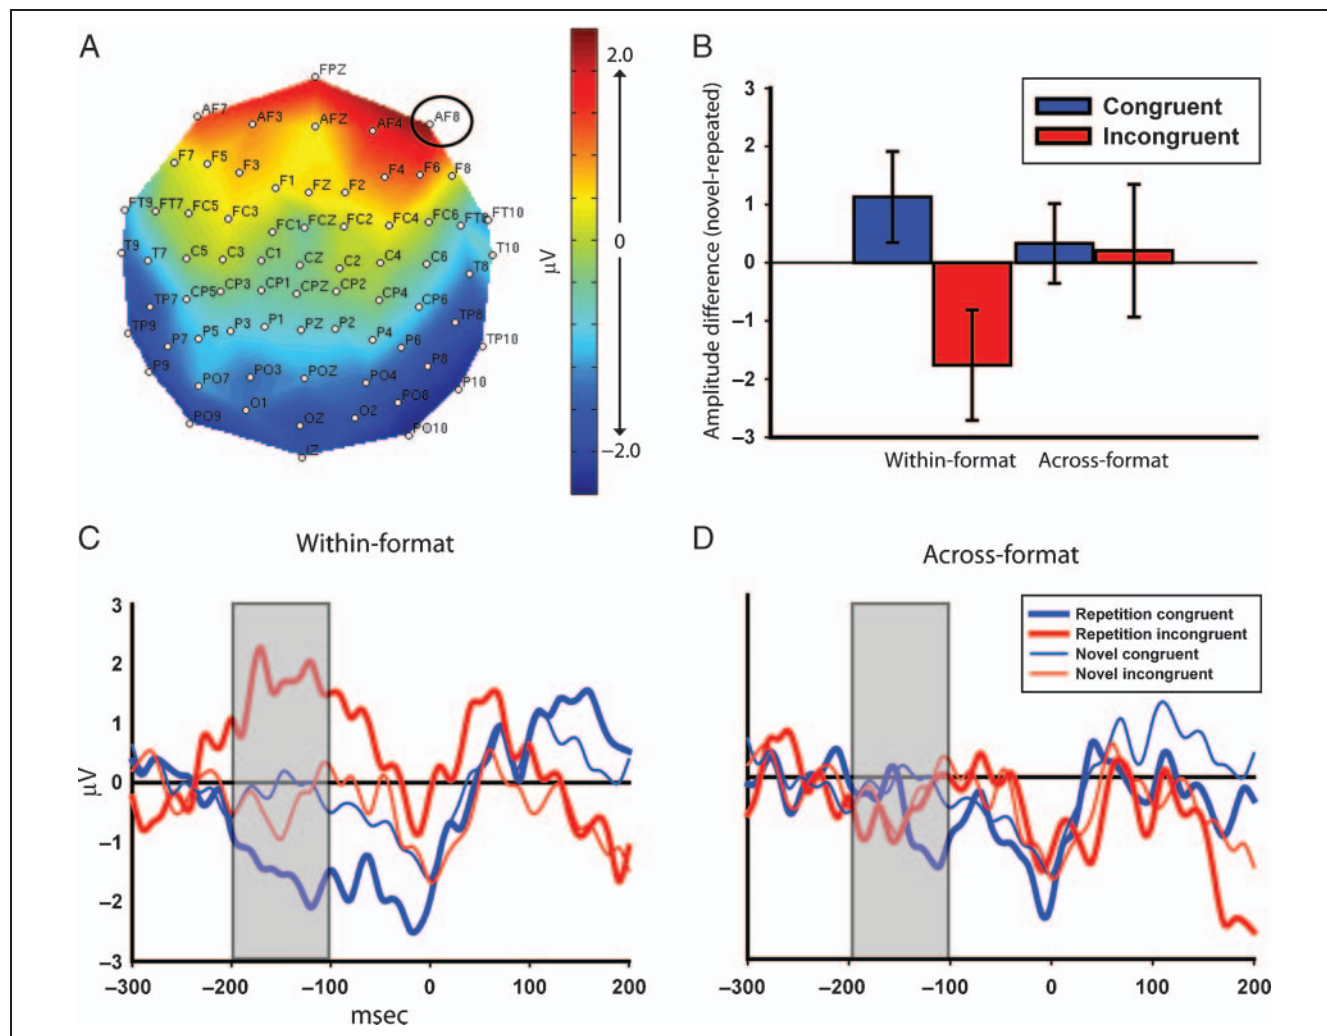 A
FPZ
AF7
AF3
AFZ
AF4
AF8
F7
F5
F3
F1
FZ
F2
F4
F6
F8
FT9
FT7
FC5
FC3
FC1
FCZ
FC2
FC4
FC6
FT8
FT10
T9
T7
C5
C3
C1
CZ
C2
C4
C6
T8
T10
TP7
CP5
CP3
CP1
CPZ
CP2
CP4
CP6
TP8
TP9
P7
P5
P3
P1
PZ
P2
P4
P6
P8
TP10
P9
PO7
PO3
POZ
PO4
PO8
P10
PO9
O1
OZ
O2
PO10
IZ
2.0
0
−2.0
μV
B
Congruent
Incongruent
Amplitude difference (novel-repeated)
3
2
1
0
−1
−2
−3
Within-format Across-format
C
Within-format
μV
3
2
1
0
−1
−2
−3
−300 −200 −100 0 100 200
msec
D
Across-format
Repetition congruent
Repetition incongruent
Novel congruent
Novel incongruent
−300 −200 −100 0 100 200